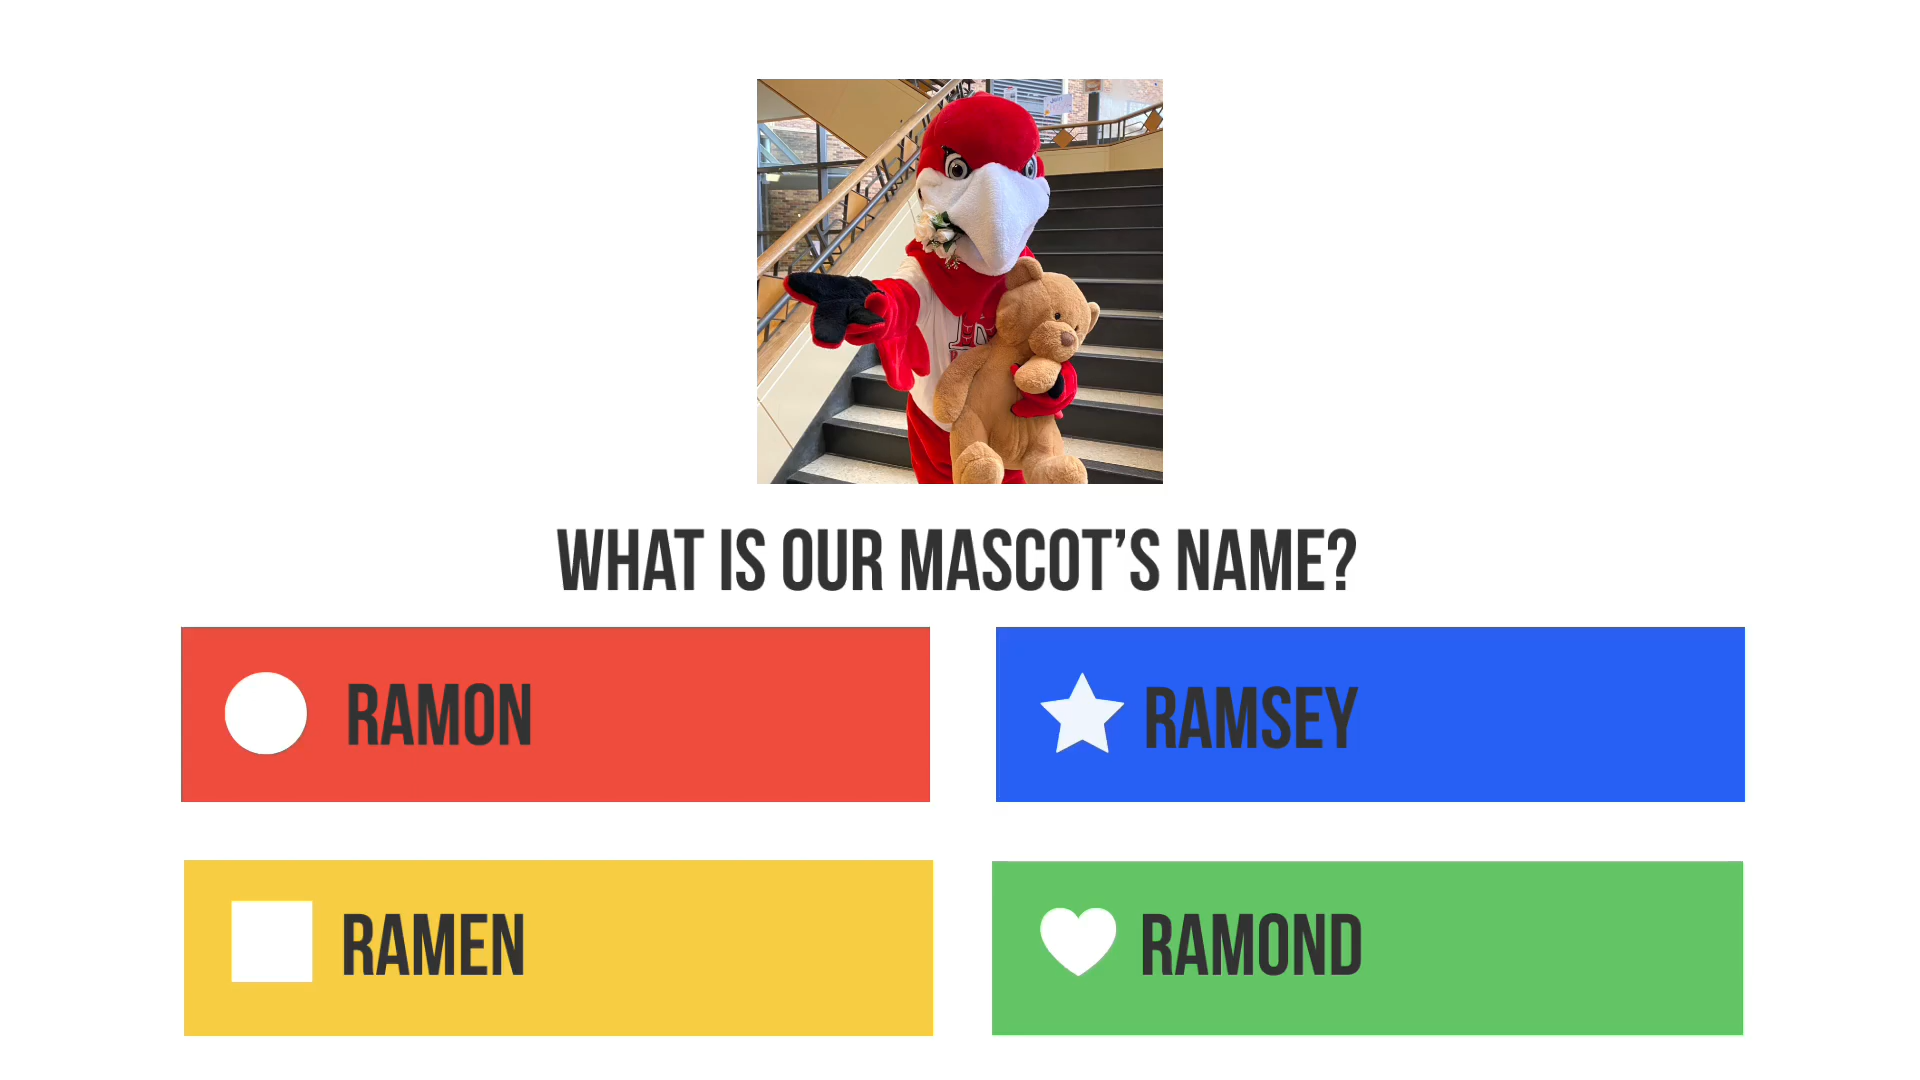 WHAT IS OUR MASCOT’S NAME?
RAMON
RAMSEY
RAMEN
RAMOND